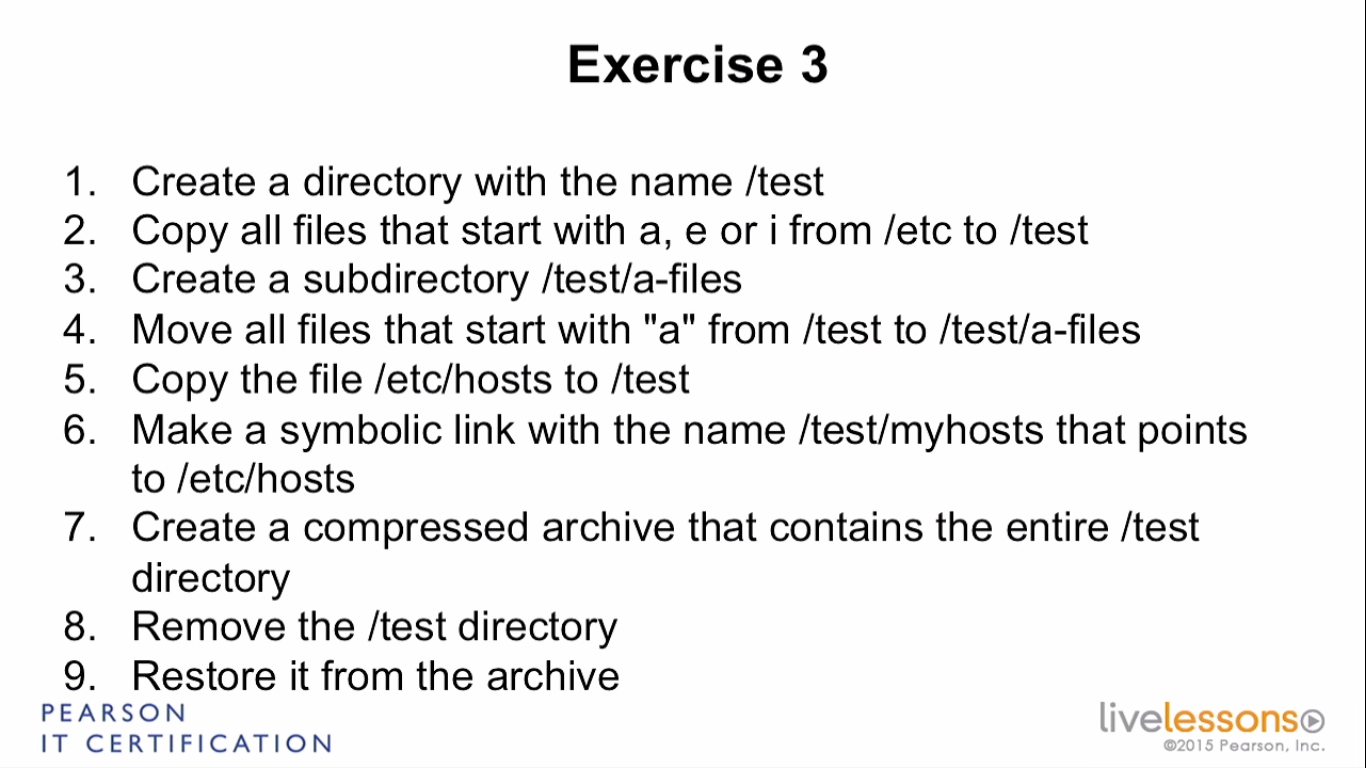 Exercise 3
1. Create a directory with the name /test
2. Copy all files that start with a, e or i from /etc to /test
3. Create a subdirectory /test/a-files
4. Move all files that start with "a" from /test to /test/a-files
5. Copy the file /etc/hosts to /test
6. Make a symbolic link with the name /test/myhosts that points
to /etc/hosts
7. Create a compressed archive that contains the entire /test
directory
8. Remove the /test directory
9. Restore it from the archive
PEARSON
IT CERTIFICATION
livelessons
©2015 Pearson, Inc.